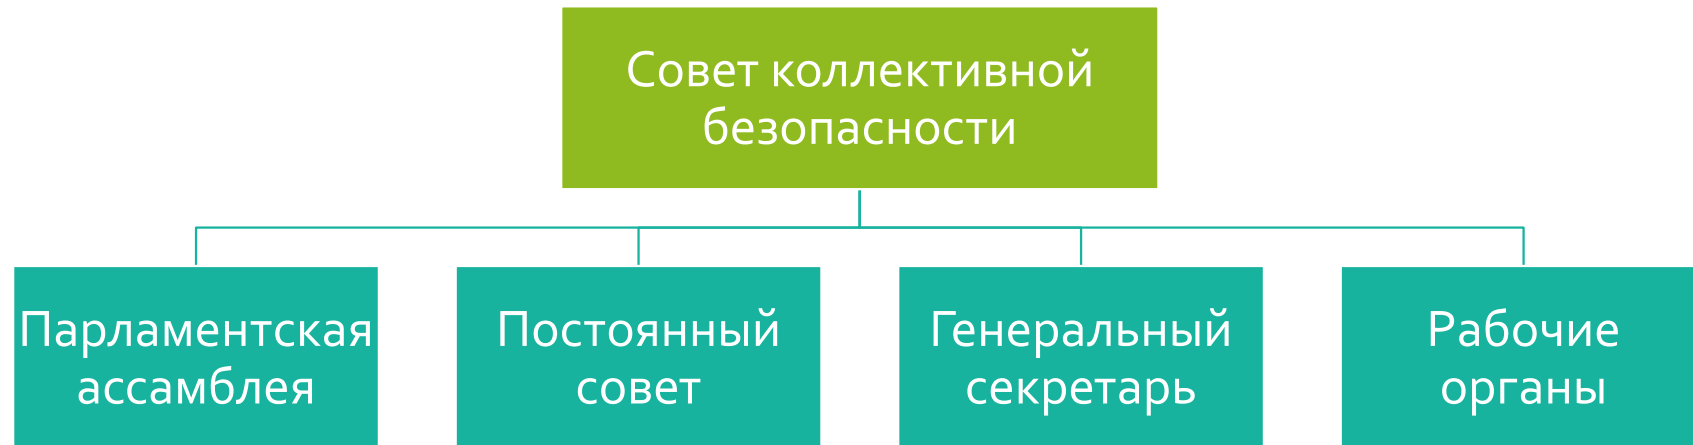 Совет коллективной
безопасности
Парламентская
ассамблея
Постоянный
совет
Генеральный
секретарь
Рабочие
органы